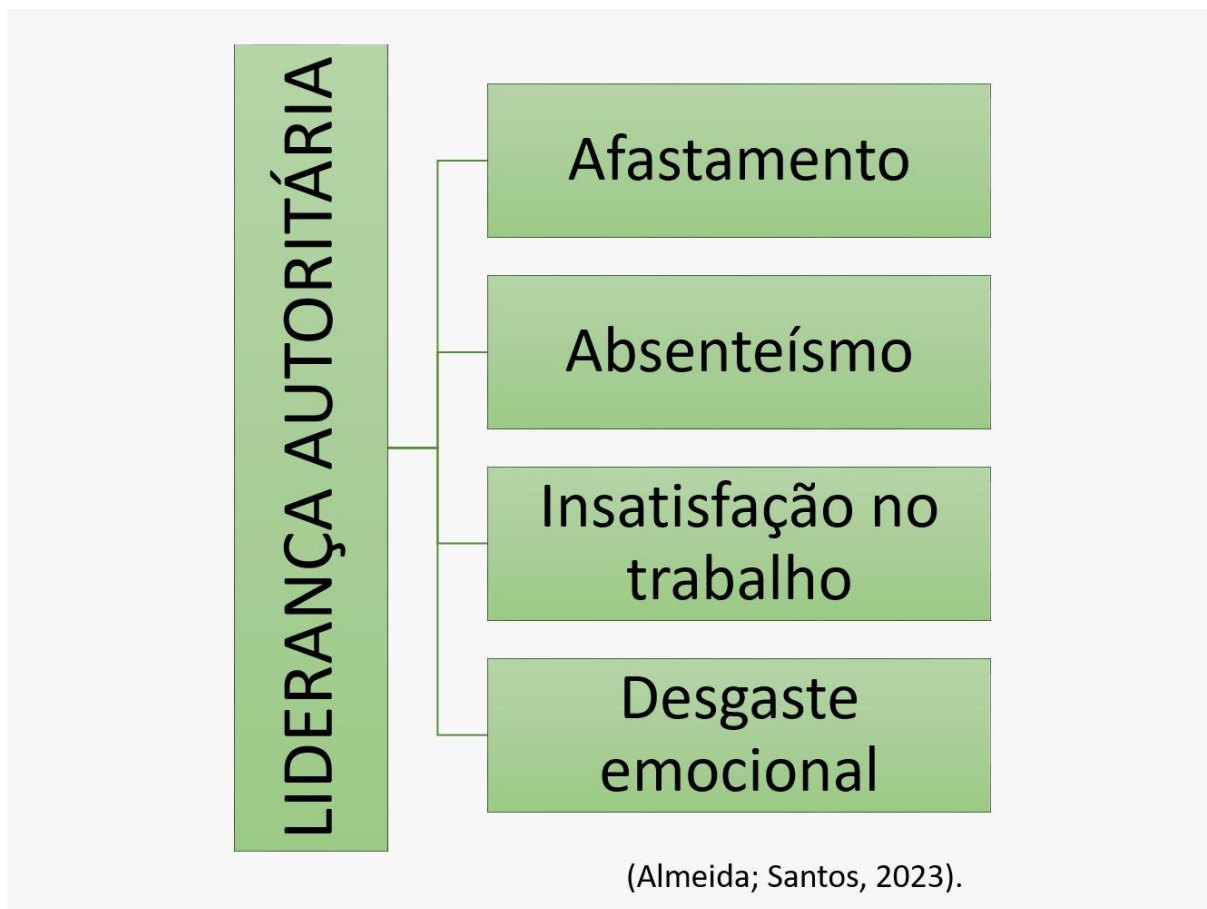 LIDERANÇA AUTORITÁRIA
Afastamento
Absenteísmo
Insatisfação no
trabalho
Desgaste
emocional
(Almeida; Santos, 2023).